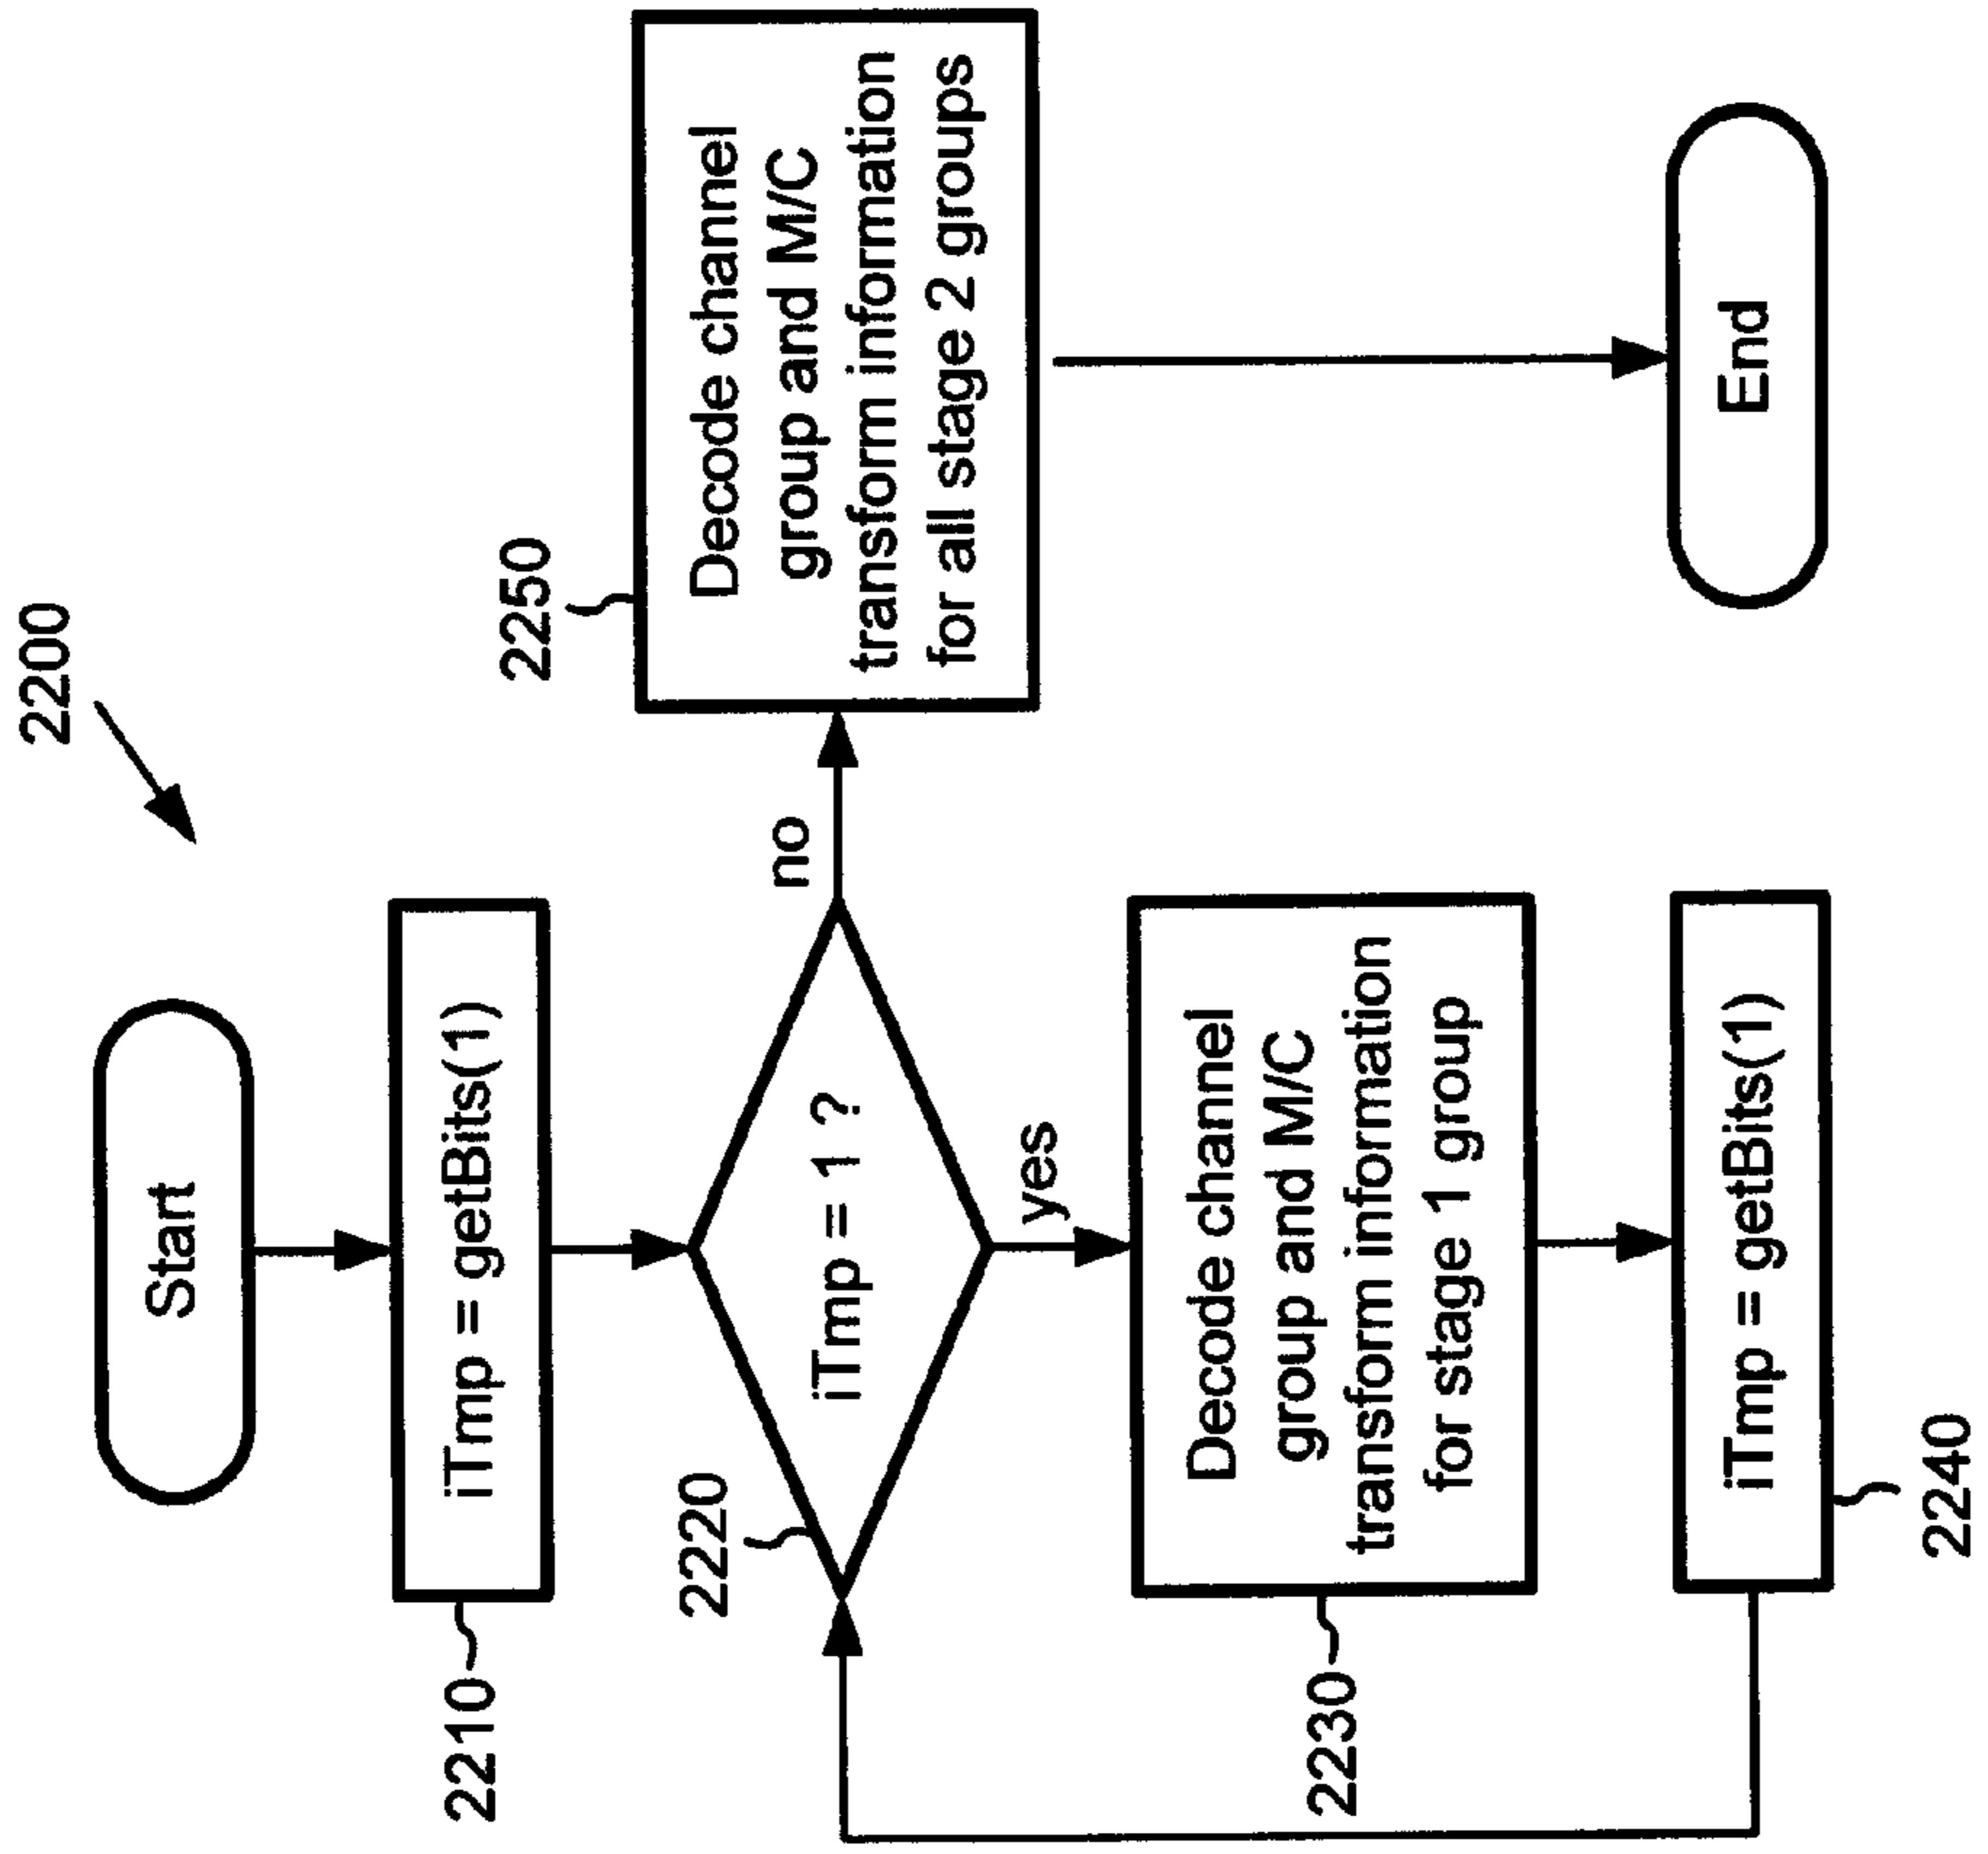 2200
Start
iTmp = getBits(1)
2210
2220
iTmp = 1 ?
no
yes
2250
Decode channel
group and M/C
transform information
for all stage 2 groups
Decode channel
group and M/C
transform information
for stage 1 group
2230
iTmp = getBits(1)
2240
End